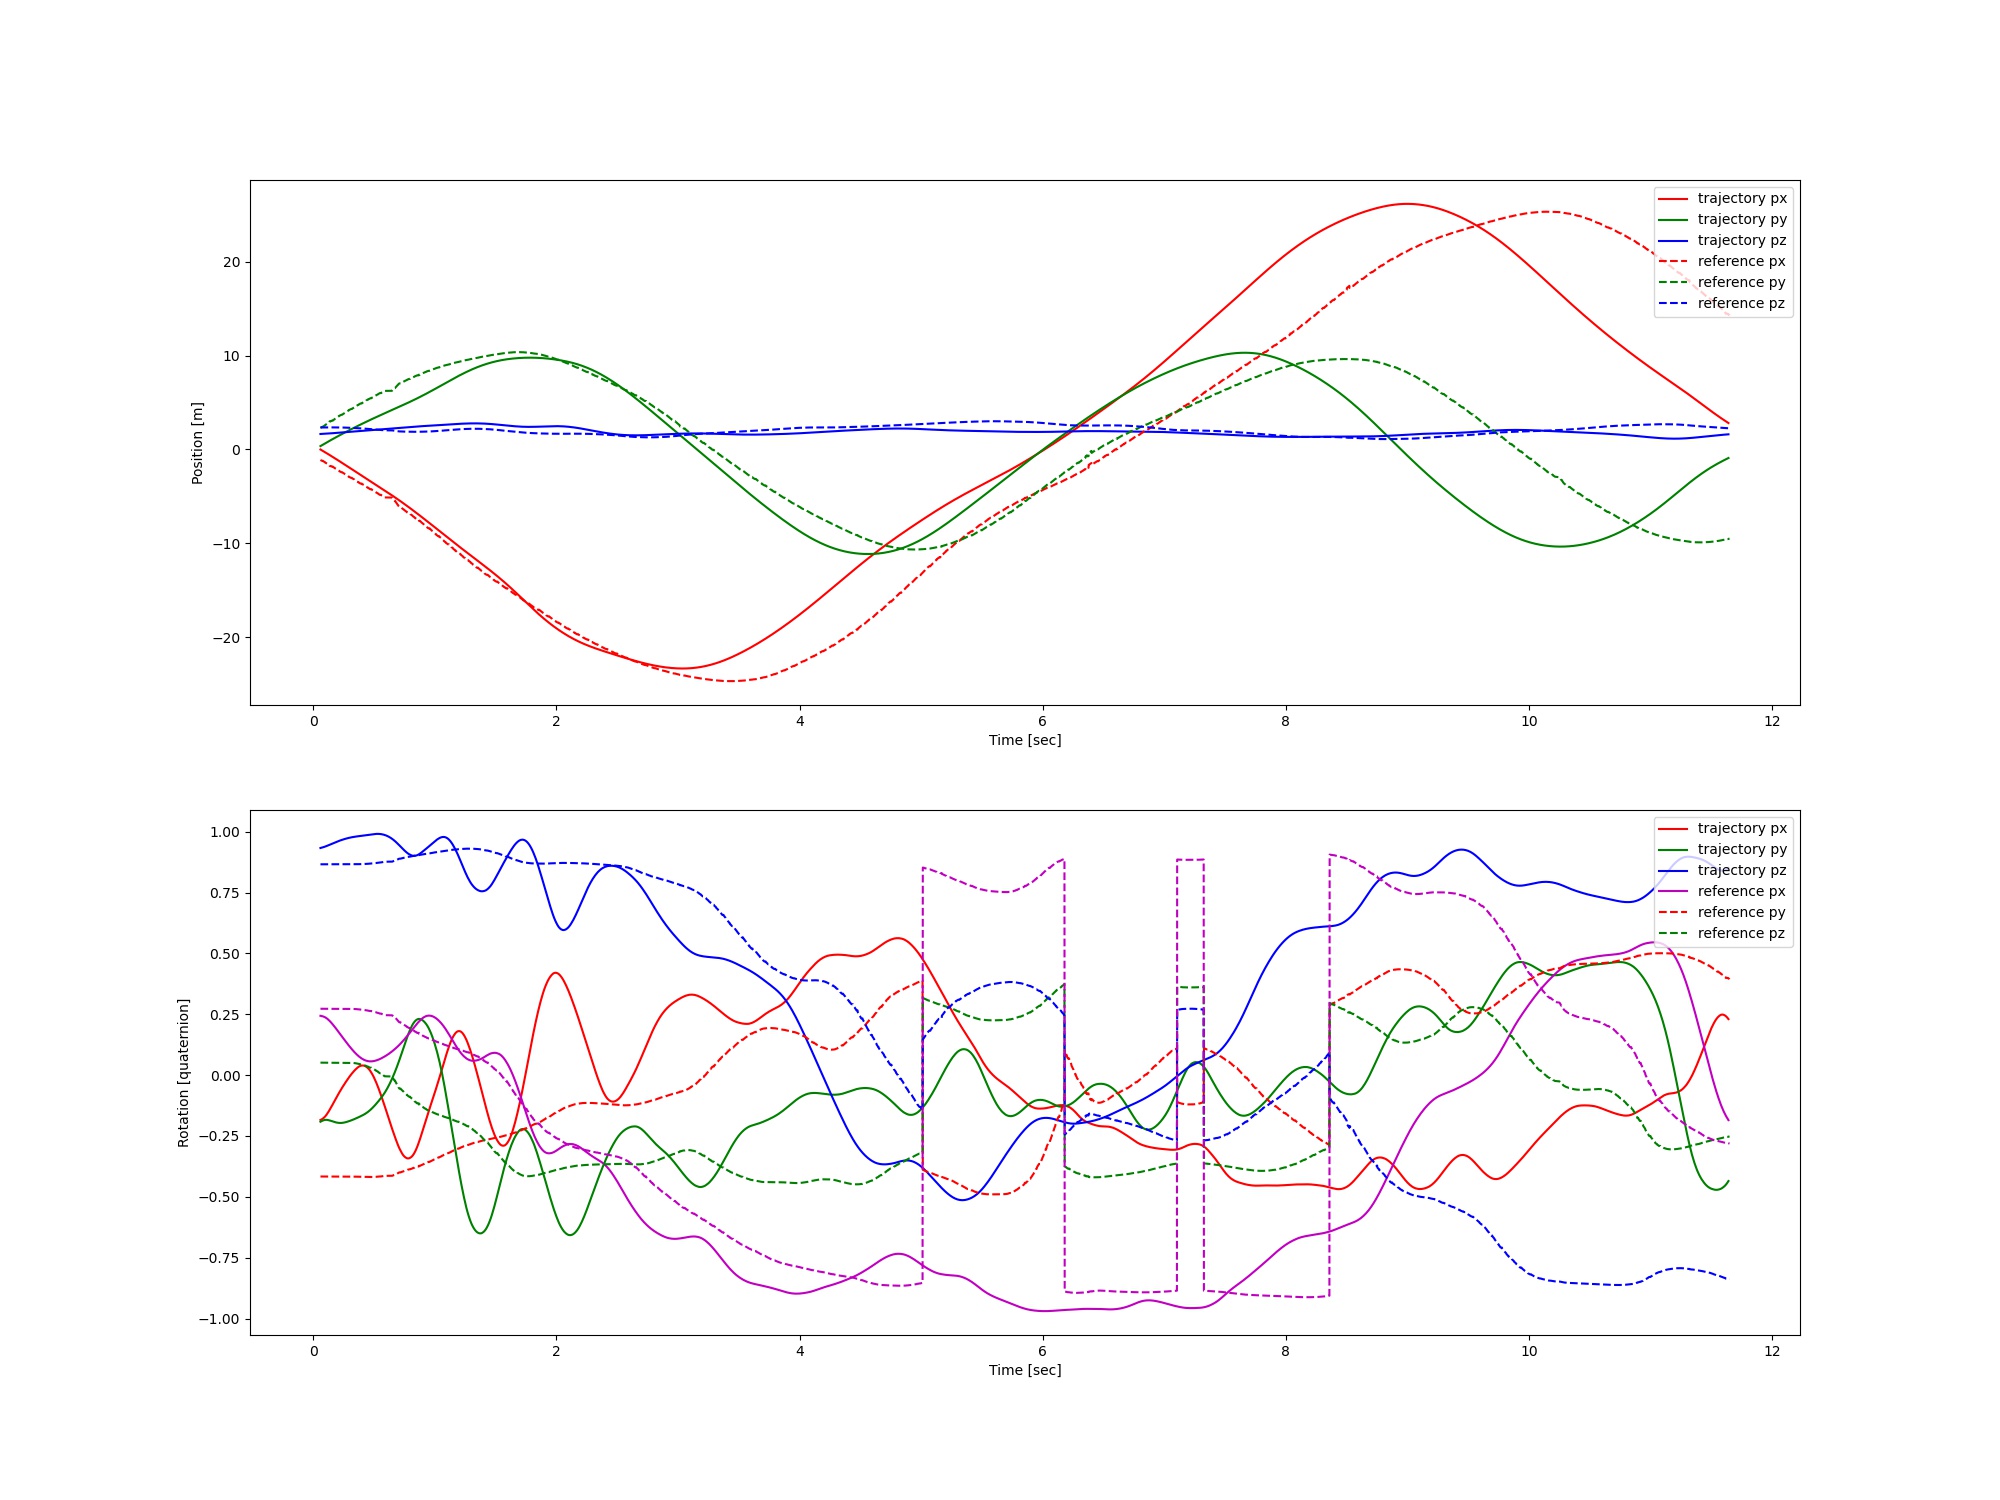 20
10
0
−10
−20
Position [m]
0 2 4 6 8 10 12
Time [sec]
trajectory px
trajectory py
trajectory pz
reference px
reference py
reference pz
1.00
0.75
0.50
0.25
0.00
−0.25
−0.50
−0.75
−1.00
Rotation [quaternion]
0 2 4 6 8 10 12
Time [sec]
trajectory px
trajectory py
trajectory pz
reference px
reference py
reference pz